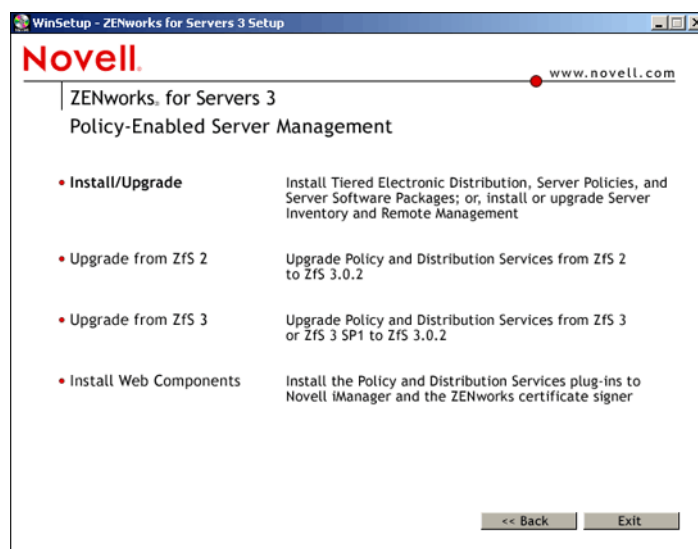 WinSetup - ZENworks for Servers 3 Setup
Novell.
www.novell.com
ZENworks® for Servers 3
Policy-Enabled Server Management
• Install/Upgrade
Install Tiered Electronic Distribution, Server Policies, and
Server Software Packages; or, install or upgrade Server
Inventory and Remote Management
• Upgrade from ZfS 2
Upgrade Policy and Distribution Services from ZfS 2
to ZfS 3.0.2
• Upgrade from ZfS 3
Upgrade Policy and Distribution Services from ZfS 3
or ZfS 3 SP1 to ZfS 3.0.2
• Install Web Components
Install the Policy and Distribution Services plug-ins to
Novell iManager and the ZENworks certificate signer
<< Back
Exit